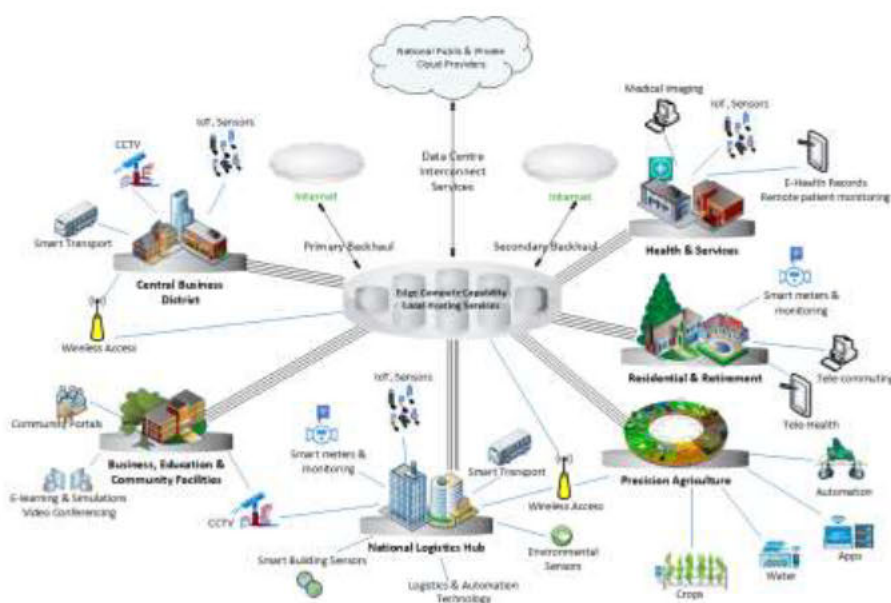 National Public & Private
Cloud Providers
Medical Imaging
IoT, Sensors
IoT, Sensors
CCTV
Data Centre
Interconnect
Services
Internet
Internet
E-Health Records
Remote patient monitoring
Smart Transport
Primary Backhaul
Secondary Backhaul
Health & Services
Central Business
District
Edge Compute Capability
Local Hosting Services
Smart meters &
monitoring
Wireless Access
Residential & Retirement
Tele commuting
IoT, Sensors
Community Portals
Tele Health
Smart meters &
monitoring
Smart Transport
Business, Education &
Community Facilities
Precision Agriculture
Automation
E-learning & Simulations
Video Conferencing
Wireless Access
CCTV
National Logistics Hub
Environmental
Sensors
Apps
Smart Building Sensors
Water
Logistics & Automation
Technology
Crops